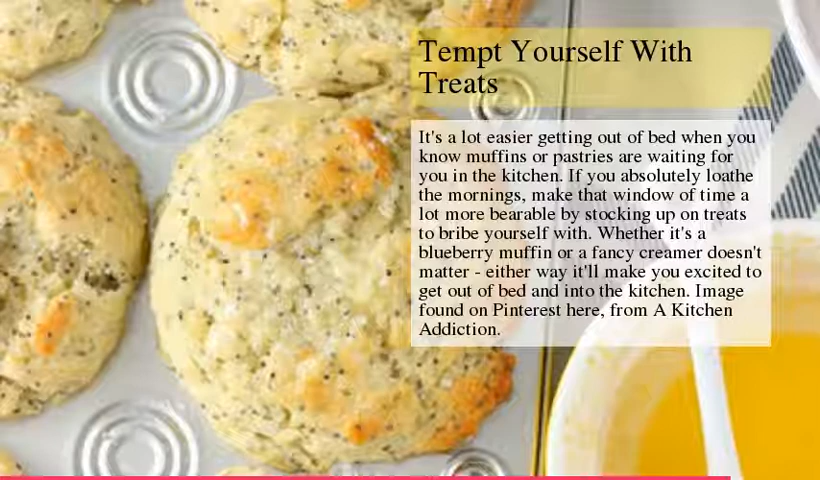 Tempt Yourself With
Treats
It's a lot easier getting out of bed when you
know muffins or pastries are waiting for
you in the kitchen. If you absolutely loathe
the mornings, make that window of time a
lot more bearable by stocking up on treats
to bribe yourself with. Whether it's a
blueberry muffin or a fancy creamer doesn't
matter - either way it'll make you excited to
get out of bed and into the kitchen. Image
found on Pinterest here, from A Kitchen
Addiction.